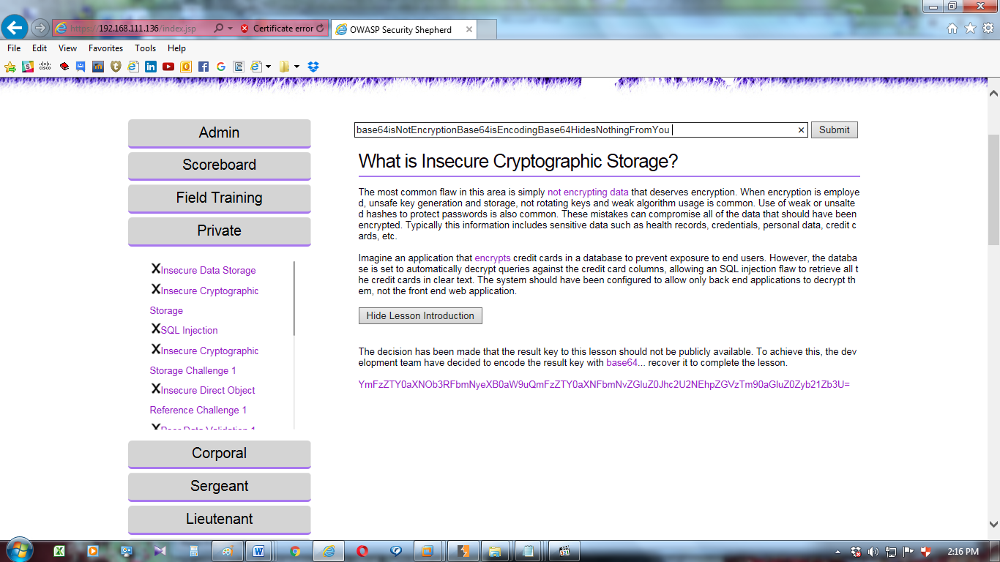 https://192.168.111.136/index.jsp
Certificate error
OWASP Security Shepherd
File Edit View Favorites Tools Help
base64isNotEncryptionBase64isEncodingBase64HidesNothingFromYou
Submit
Admin
Scoreboard
Field Training
Private
Insecure Data Storage
Insecure Cryptographic
Storage
SQL Injection
Insecure Cryptographic
Storage Challenge 1
Insecure Direct Object
Reference Challenge 1
Poor Data Validation 1
Corporal
Sergeant
Lieutenant
What is Insecure Cryptographic Storage?
The most common flaw in this area is simply not encrypting data that deserves encryption. When encryption is employe
d, unsafe key generation and storage, not rotating keys and weak algorithm usage is common. Use of weak or unsalte
d hashes to protect passwords is also common. These mistakes can compromise all of the data that should have been
encrypted. Typically this information includes sensitive data such as health records, credentials, personal data, credit c
ards, etc.
Imagine an application that encrypts credit cards in a database to prevent exposure to end users. However, the databa
se is set to automatically decrypt queries against the credit card columns, allowing an SQL injection flaw to retrieve all t
he credit cards in clear text. The system should have been configured to allow only back end applications to decrypt th
em, not the front end web application.
Hide Lesson Introduction
The decision has been made that the result key to this lesson should not be publicly available. To achieve this, the dev
elopment team have decided to encode the result key with base64... recover it to complete the lesson.
YmFzZTY0aXNOb3RFbmNyeXB0aW9uQmFzZTY0aXNFbmNvZGluZ0Jhc2U2NEhpZGVzTm90aGluZ0Zyb21Zb3U=
2:16 PM